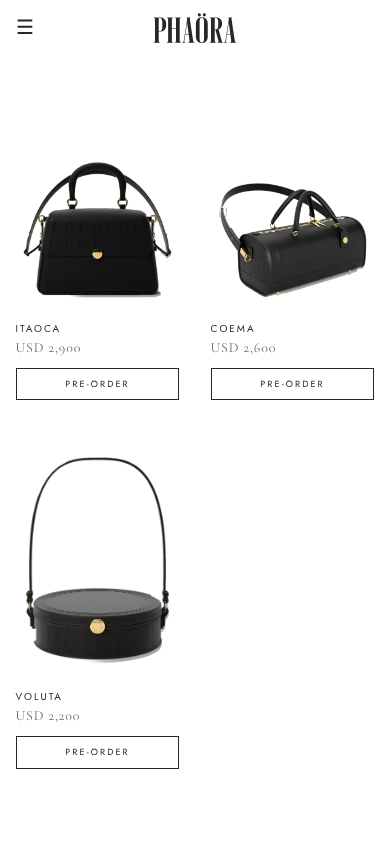 PHAÖRA
ITAOCA
USD 2,900
PRE-ORDER
COEMA
USD 2,600
PRE-ORDER
VOLUTA
USD 2,200
PRE-ORDER